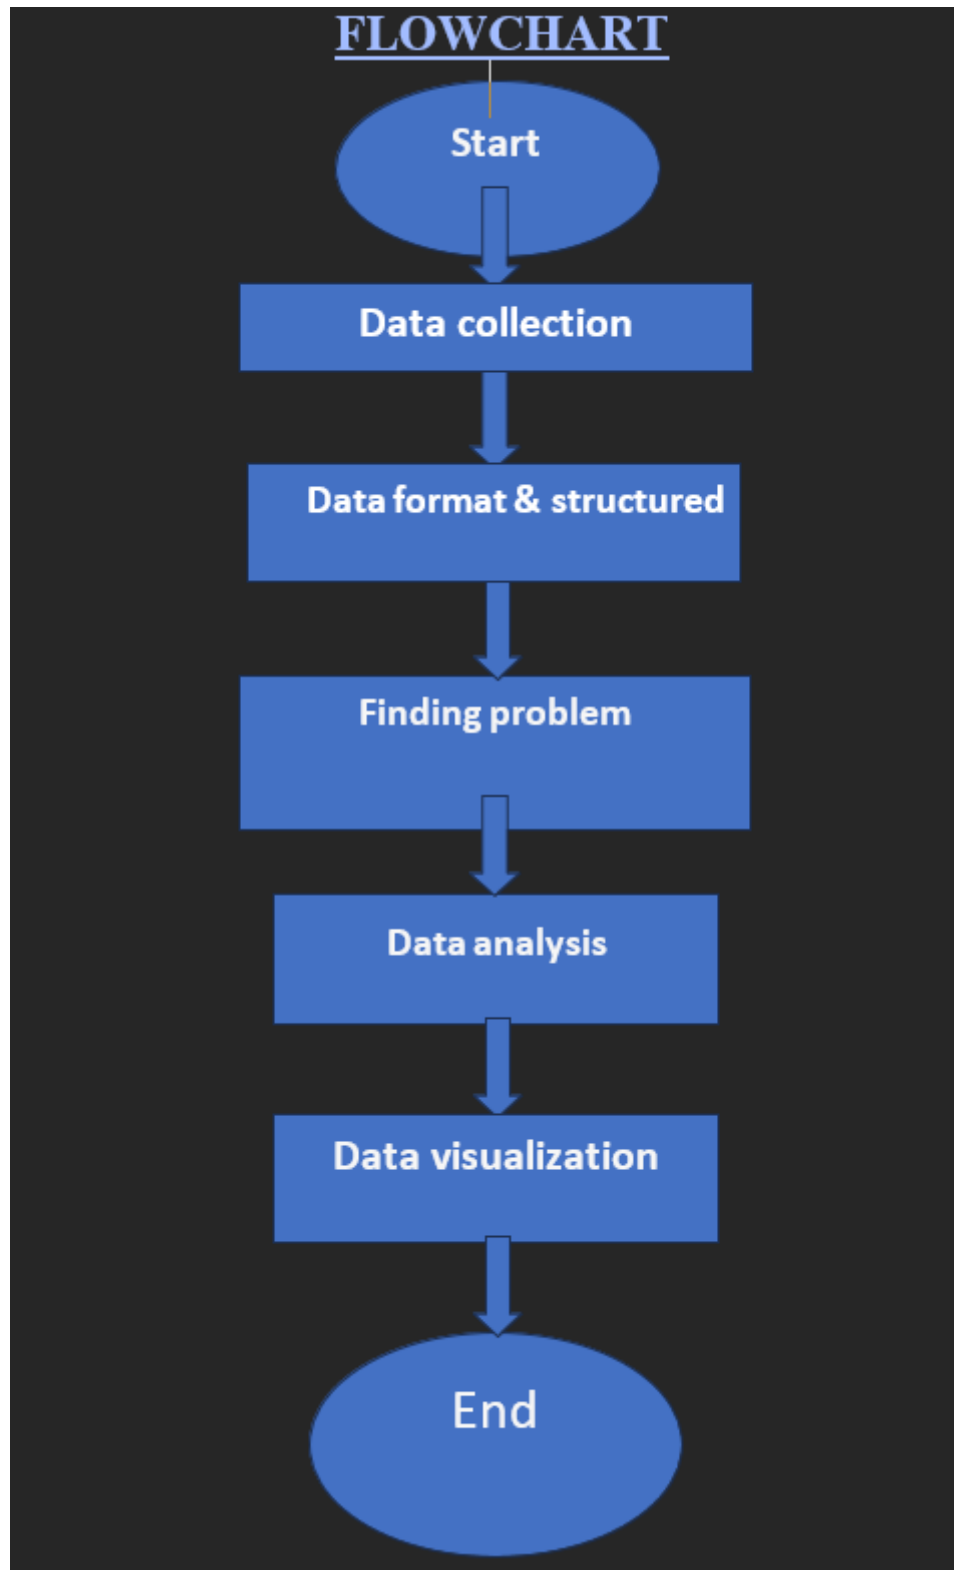 FLOWCHART
Start
Data collection
Data format & structured
Finding problem
Data analysis
Data visualization
End